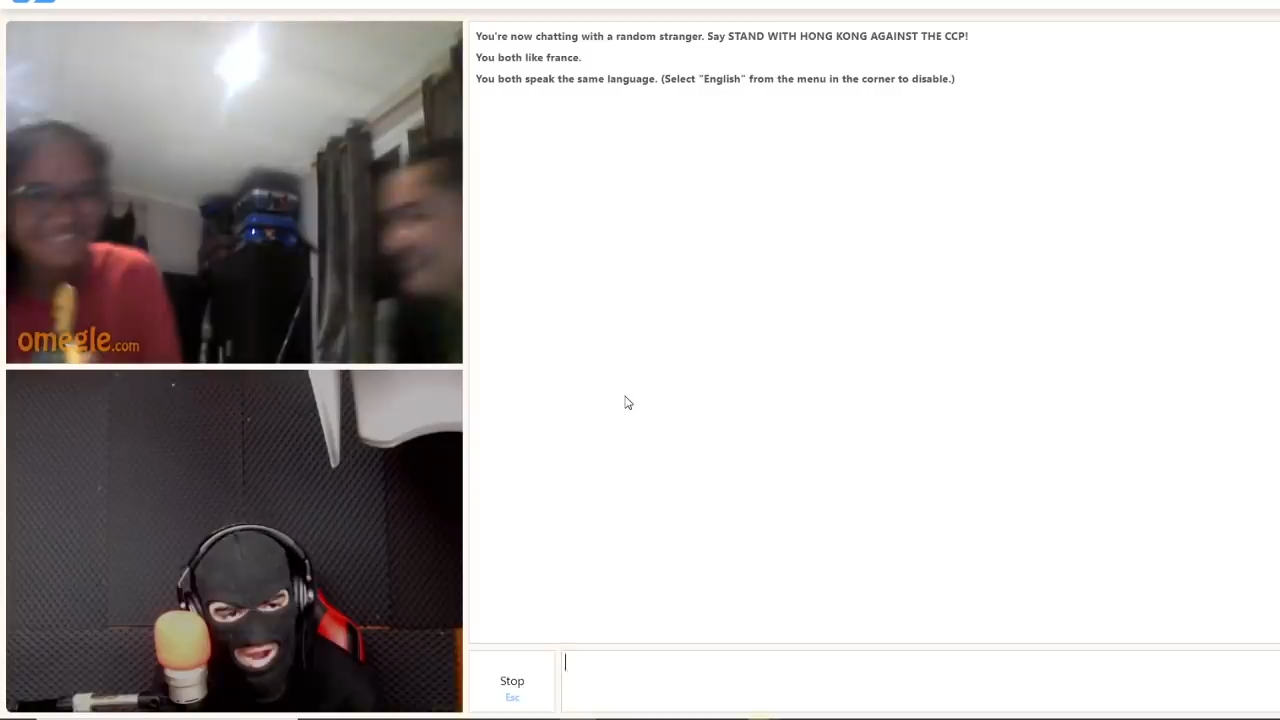 You're now chatting with a random stranger. Say STAND WITH HONG KONG AGAINST THE CCP!
You both like france.
You both speak the same language. (Select "English" from the menu in the corner to disable.)
omegle.com
Stop
Esc